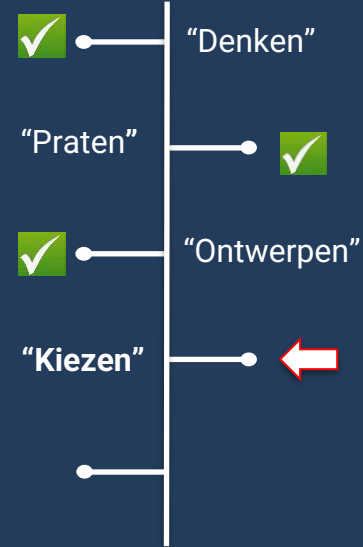 “Denken”
“Praten”
“Ontwerpen”
“Kiezen”